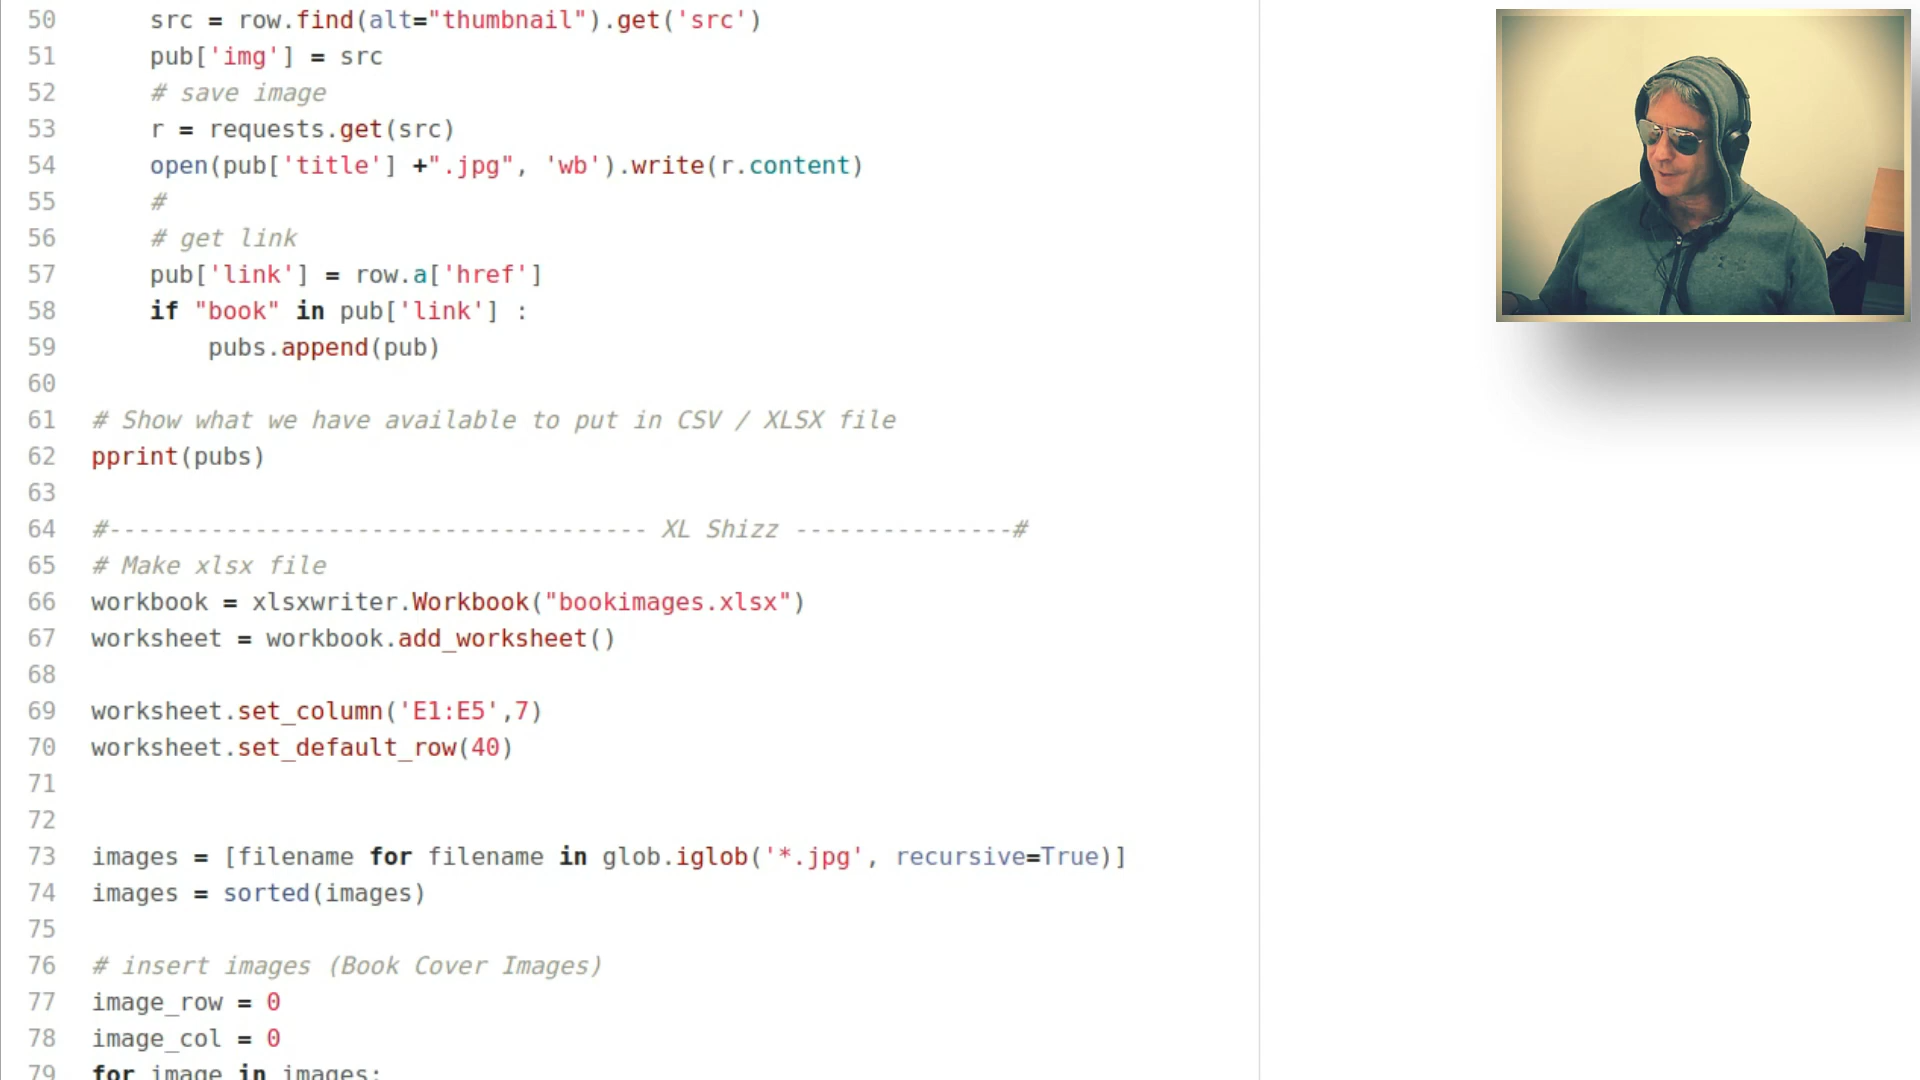 50 src = row.find(alt="thumbnail").get('src')
51 pub['img'] = src
52 # save image
53 r = requests.get(src)
54 open(pub['title'] +".jpg", 'wb').write(r.content)
55 #
56 # get link
57 pub['link'] = row.a['href']
58 if "book" in pub['link'] :
59 pubs.append(pub)
60
61 # Show what we have available to put in CSV / XLSX file
62 pprint(pubs)
63
64 #------------------------------------- XL Shizz ---------------#
65 # Make xlsx file
66 workbook = xlsxwriter.Workbook("bookimages.xlsx")
67 worksheet = workbook.add_worksheet()
68
69 worksheet.set_column('E1:E5',7)
70 worksheet.set_default_row(40)
71
72
73 images = [filename for filename in glob.iglob('*.jpg', recursive=True)]
74 images = sorted(images)
75
76 # insert images (Book Cover Images)
77 image_row = 0
78 image_col = 0
79 for image in images: